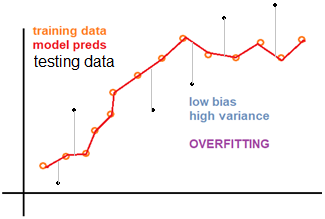 training data
model preds
testing data
low bias
high variance
OVERFITTING